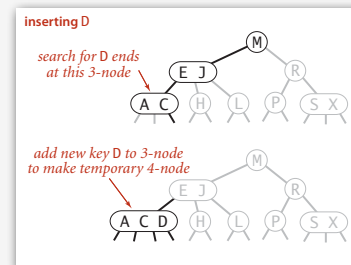 inserting D
M
search for D ends
at this 3-node
E J
R
A C
H
L
P
S X
add new key D to 3-node
to make temporary 4-node
M
E J
R
A C D
H
L
P
S X